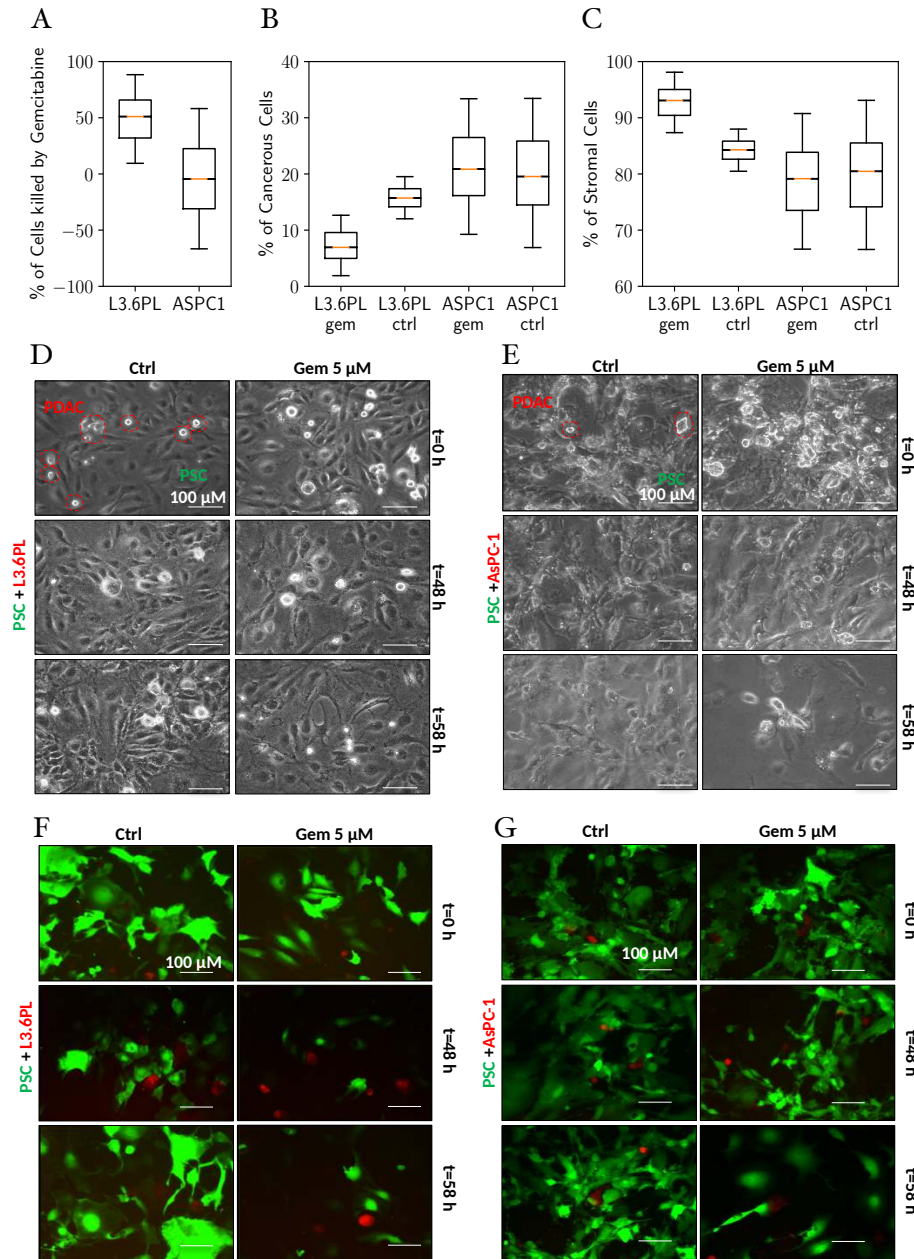 A
% of Cells killed by Gemcitabine
100
50
0
−50
−100
L3.6PL
ASPC1
B
% of Cancerous Cells
40
30
20
10
0
L3.6PL
gem
L3.6PL
ctrl
ASPC1
gem
ASPC1
ctrl
C
% of Stromal Cells
100
90
80
70
60
L3.6PL
gem
L3.6PL
ctrl
ASPC1
gem
ASPC1
ctrl
D
Ctrl
Gem 5 µM
PDAC
PSC
100 µM
t=0 h
PSC + L3.6PL
t=48 h
t=58 h
E
Ctrl
Gem 5 µM
PDAC
PSC
100 µM
t=0 h
PSC +AsPC-1
t=48 h
t=58 h
F
Ctrl
Gem 5 µM
100 µM
t=0 h
PSC + L3.6PL
t=48 h
t=58 h
G
Ctrl
Gem 5 µM
100 µM
t=0 h
PSC +AsPC-1
t=48 h
t=58 h